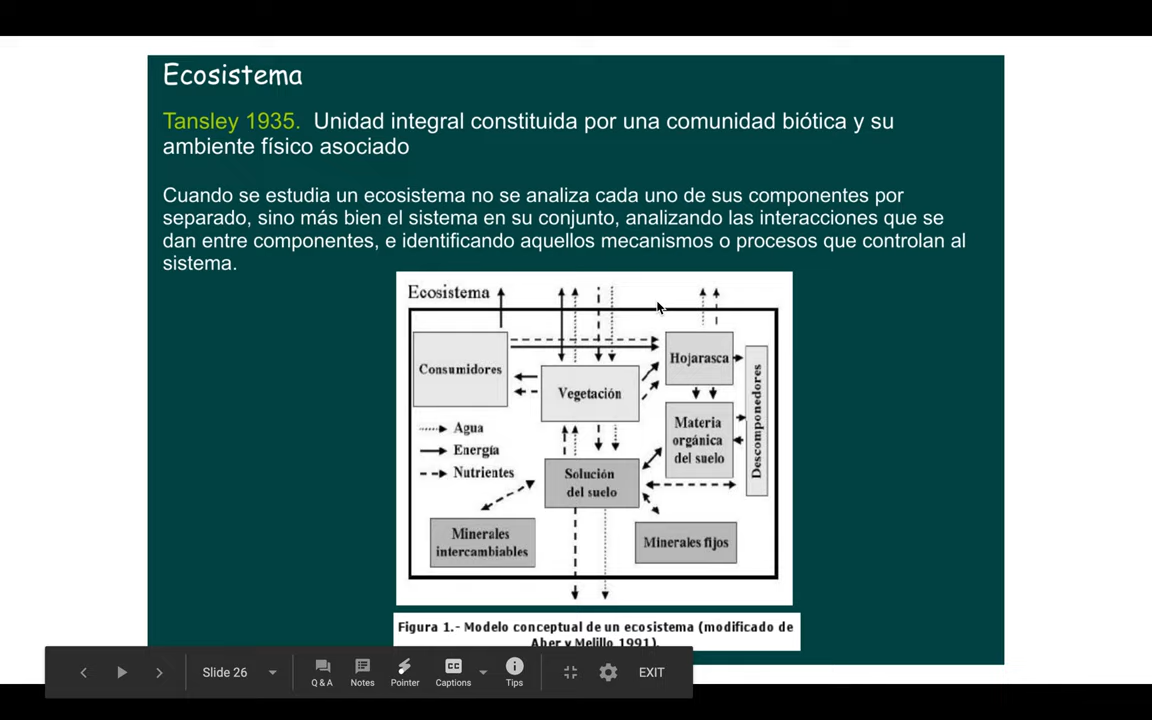 Ecosistema
Tansley 1935. Unidad integral constituida por una comunidad biótica y su
ambiente físico asociado
Cuando se estudia un ecosistema no se analiza cada uno de sus componentes por
separado, sino más bien el sistema en su conjunto, analizando las interacciones que se
dan entre componentes, e identificando aquellos mecanismos o procesos que controlan al
sistema.
Ecosistema
Consumidores
Vegetación
Hojarasca
Descomponedores
Materia
orgánica
del suelo
Agua
Energía
Nutrientes
Solución
del suelo
Minerales
intercambiables
Minerales fijos
Figura 1.- Modelo conceptual de un ecosistema (modificado de
Aber y Melillo 1991).
Slide 26
Q & A
Notes
Pointer
CC
Captions
Tips
EXIT